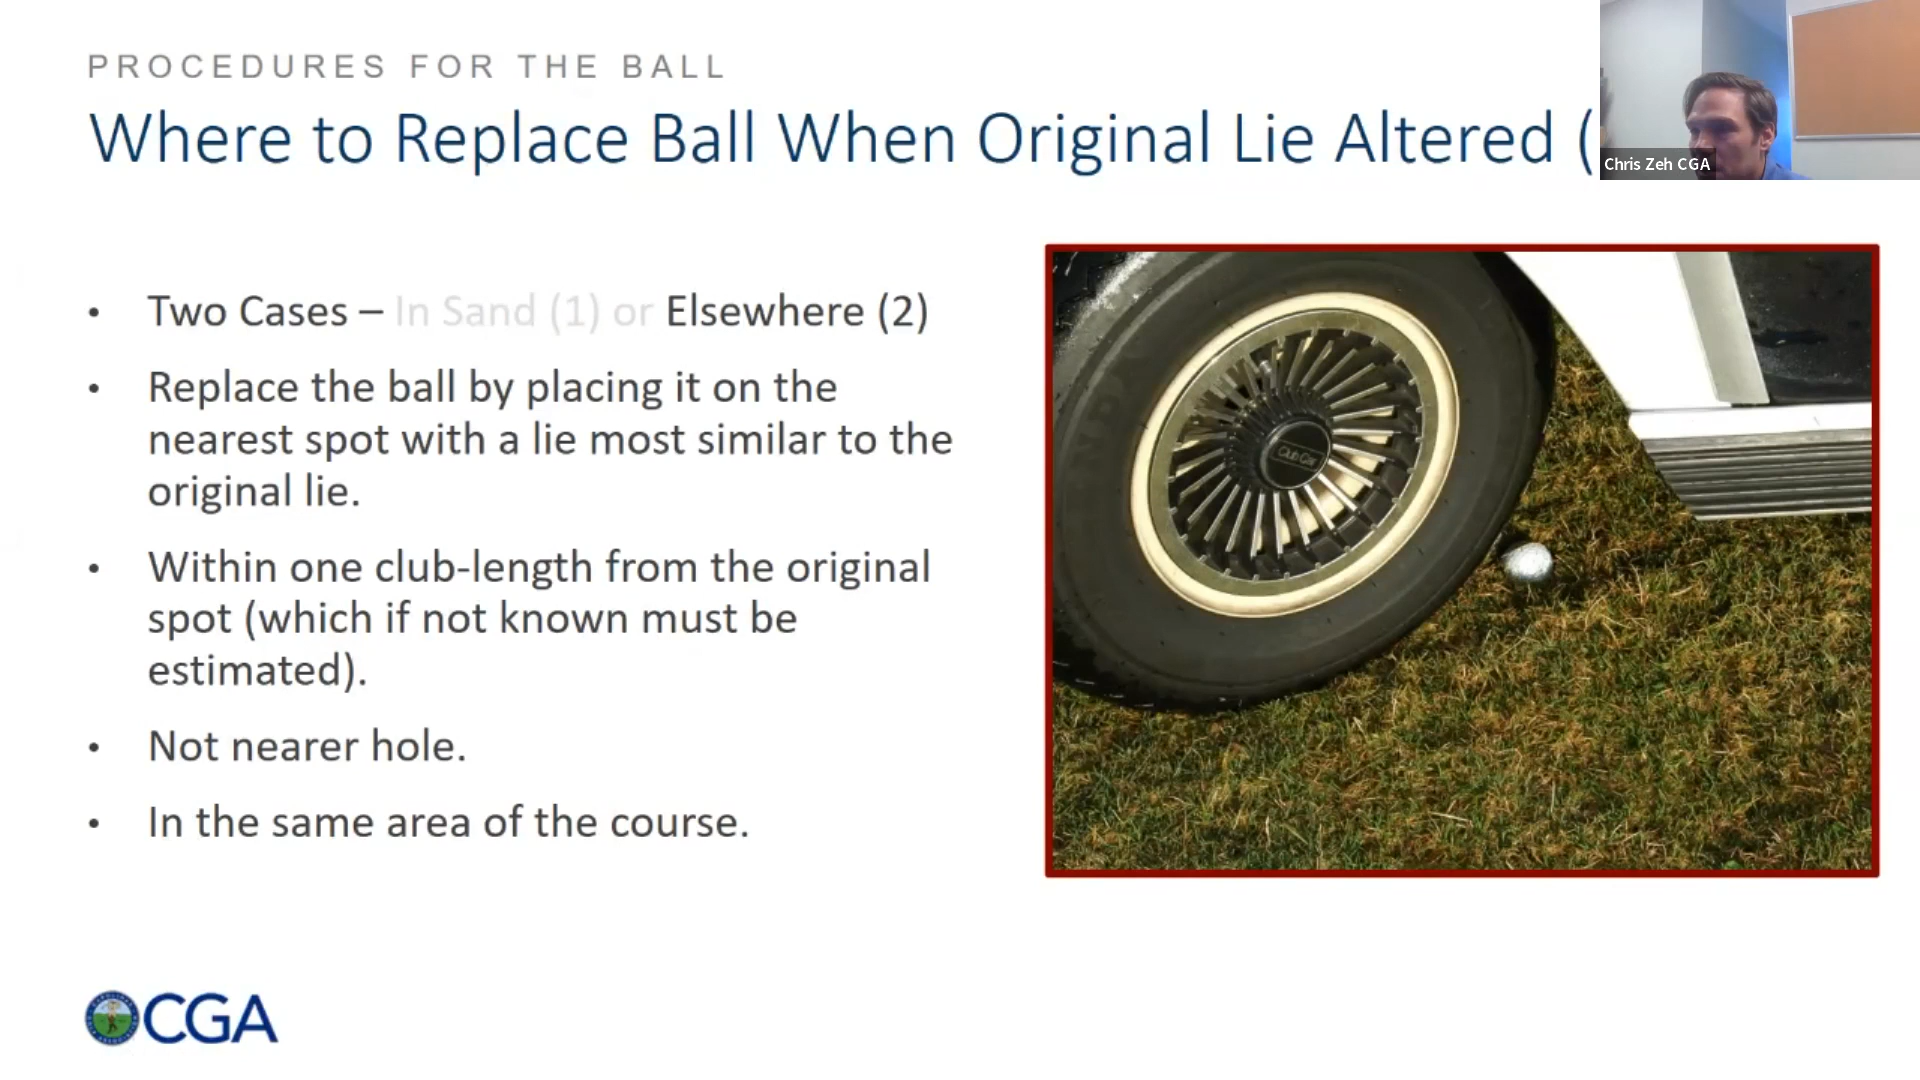 PROCEDURES FOR THE BALL
Where to Replace Ball When Original Lie Altered (
Chris Zeh CGA
• Two Cases – In Sand (1) or Elsewhere (2)
• Replace the ball by placing it on the
nearest spot with a lie most similar to the
original lie.
• Within one club-length from the original
spot (which if not known must be
estimated).
• Not nearer hole.
• In the same area of the course.
Club Car
CGA